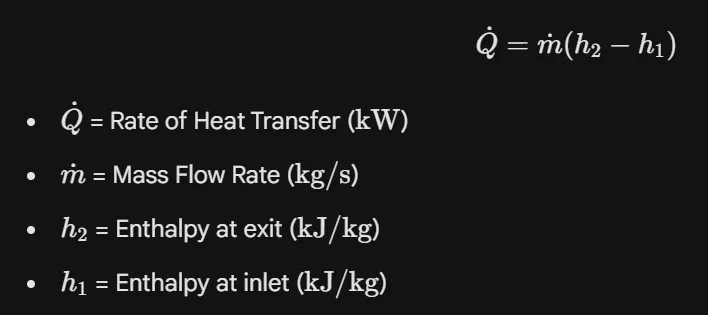 Q̇ = ṁ(h₂ − h₁)
• Q̇ = Rate of Heat Transfer (kW)
• ṁ = Mass Flow Rate (kg/s)
• h₂ = Enthalpy at exit (kJ/kg)
• h₁ = Enthalpy at inlet (kJ/kg)